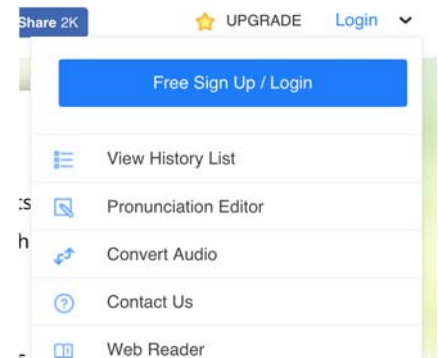 Share 2K UPGRADE Login
Free Sign Up / Login
View History List
Pronunciation Editor
Convert Audio
Contact Us
Web Reader